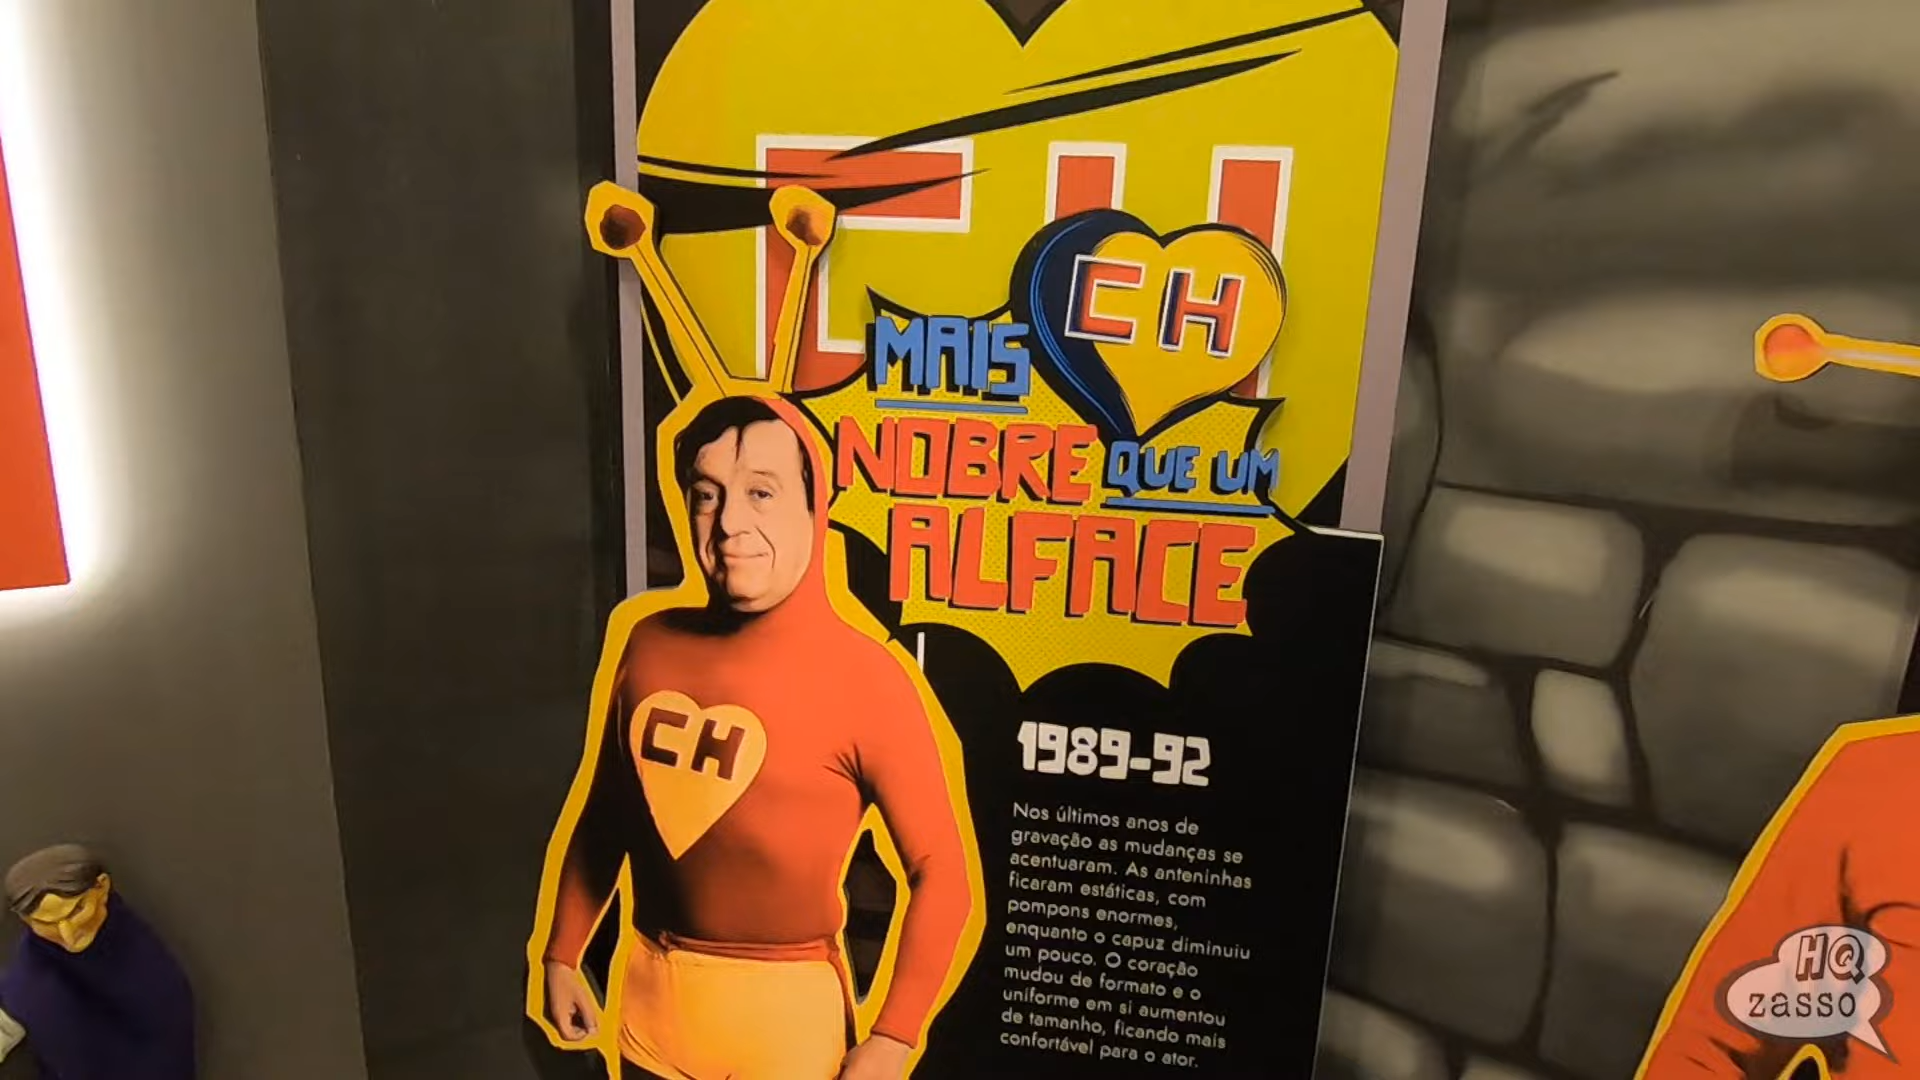 CH
CH
MAIS
NOBRE QUE UM
ALFACE
CH
1989-92
Nos últimos anos de
gravação as mudanças se
acentuaram. As anteninhas
ficaram estáticas, com
pompons enormes,
enquanto o capuz diminuiu
um pouco. O coração
mudou de formato e o
uniforme em si aumentou
de tamanho, ficando mais
confortável para o ator.
HQ
zasso